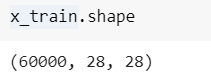 x_train.shape
(60000, 28, 28)